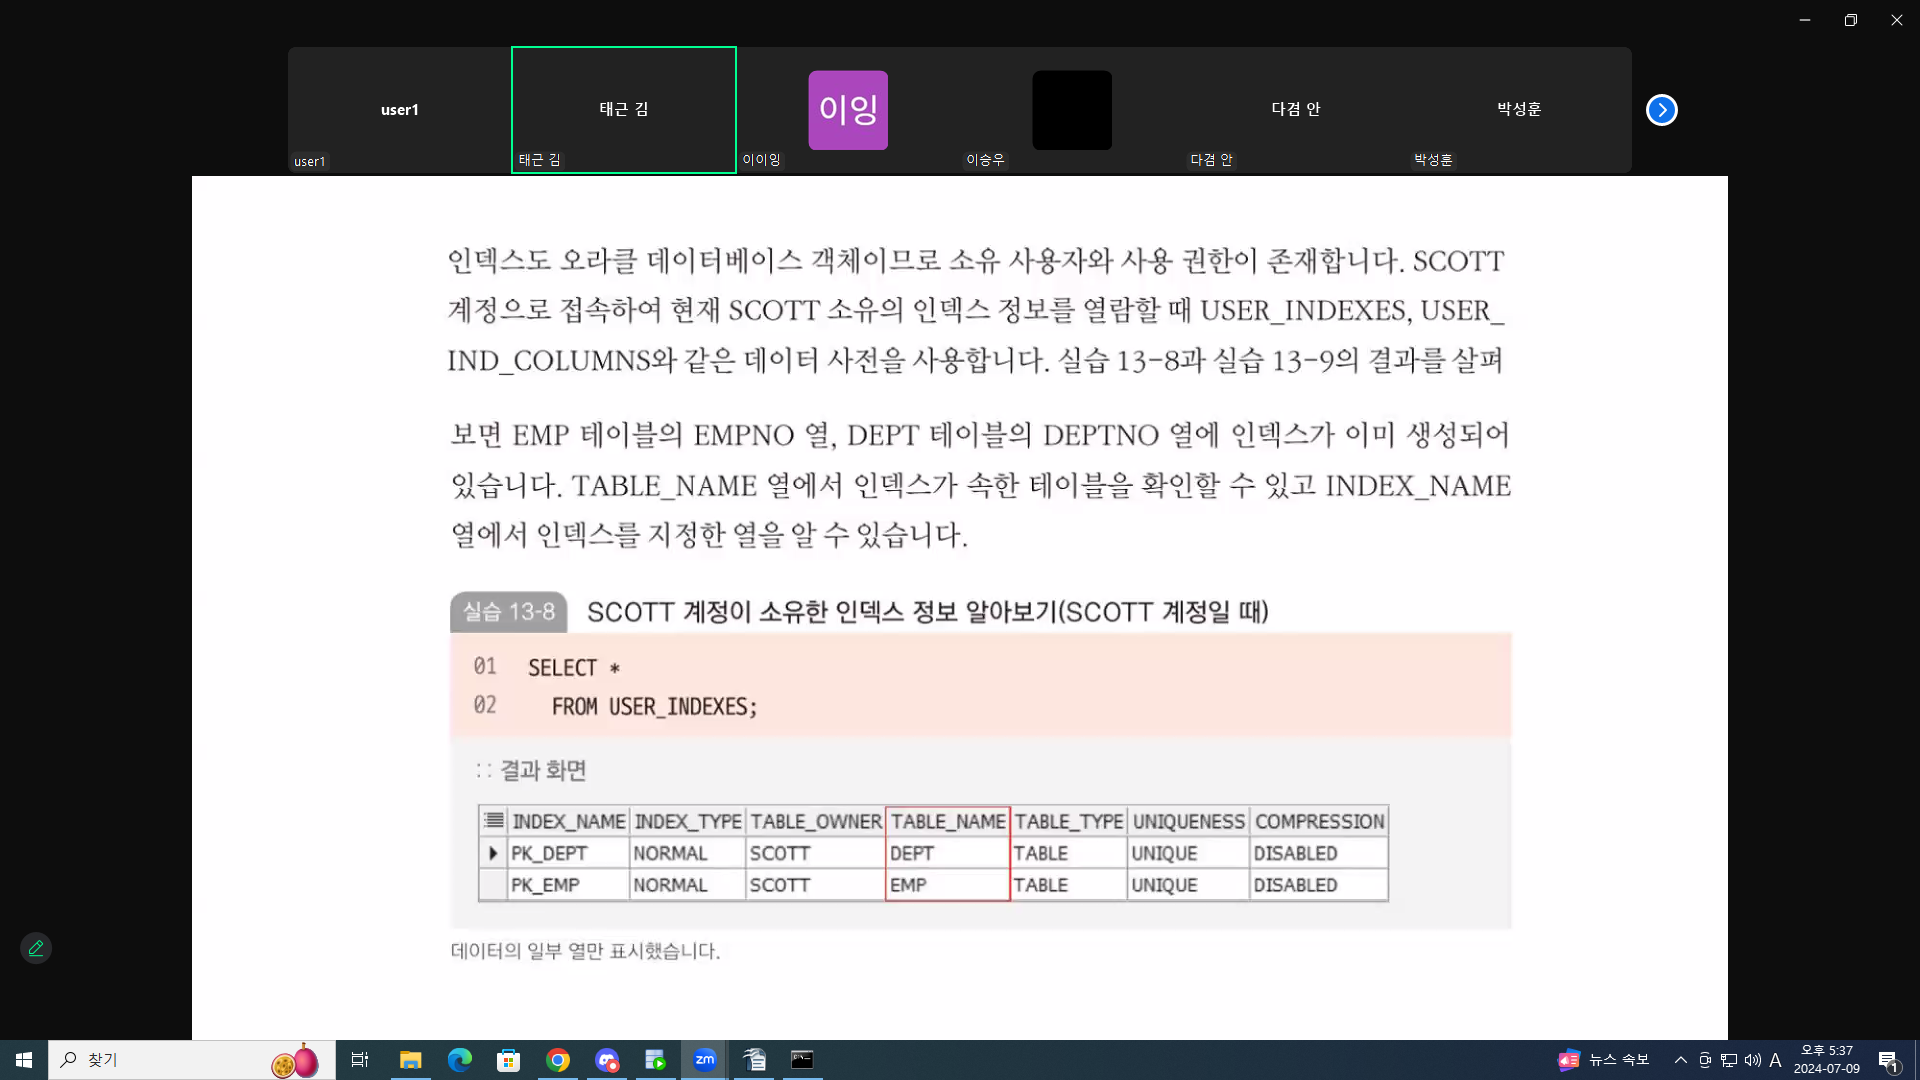 user1
태근 김
이잉
다겸 안
박성훈
user1
태근 김
이이잉
이승우
다겸 안
박성훈
인덱스도 오라클 데이터베이스 객체이므로 소유 사용자와 사용 권한이 존재합니다. SCOTT
계정으로 접속하여 현재 SCOTT 소유의 인덱스 정보를 열람할 때 USER_INDEXES, USER_
IND_COLUMNS와 같은 데이터 사전을 사용합니다. 실습 13-8과 실습 13-9의 결과를 살펴
보면 EMP 테이블의 EMPNO 열, DEPT 테이블의 DEPTNO 열에 인덱스가 이미 생성되어
있습니다. TABLE_NAME 열에서 인덱스가 속한 테이블을 확인할 수 있고 INDEX_NAME
열에서 인덱스를 지정한 열을 알 수 있습니다.
실습 13-8 SCOTT 계정이 소유한 인덱스 정보 알아보기(SCOTT 계정일 때)
01 SELECT *
02 FROM USER_INDEXES;
:: 결과 화면
INDEX_NAME INDEX_TYPE TABLE_OWNER TABLE_NAME TABLE_TYPE UNIQUENESS COMPRESSION
PK_DEPT NORMAL SCOTT DEPT TABLE UNIQUE DISABLED
PK_EMP NORMAL SCOTT EMP TABLE UNIQUE DISABLED
데이터의 일부 열만 표시했습니다.
찾기
zm
뉴스 속보
A
오후 5:37
2024-07-09
1